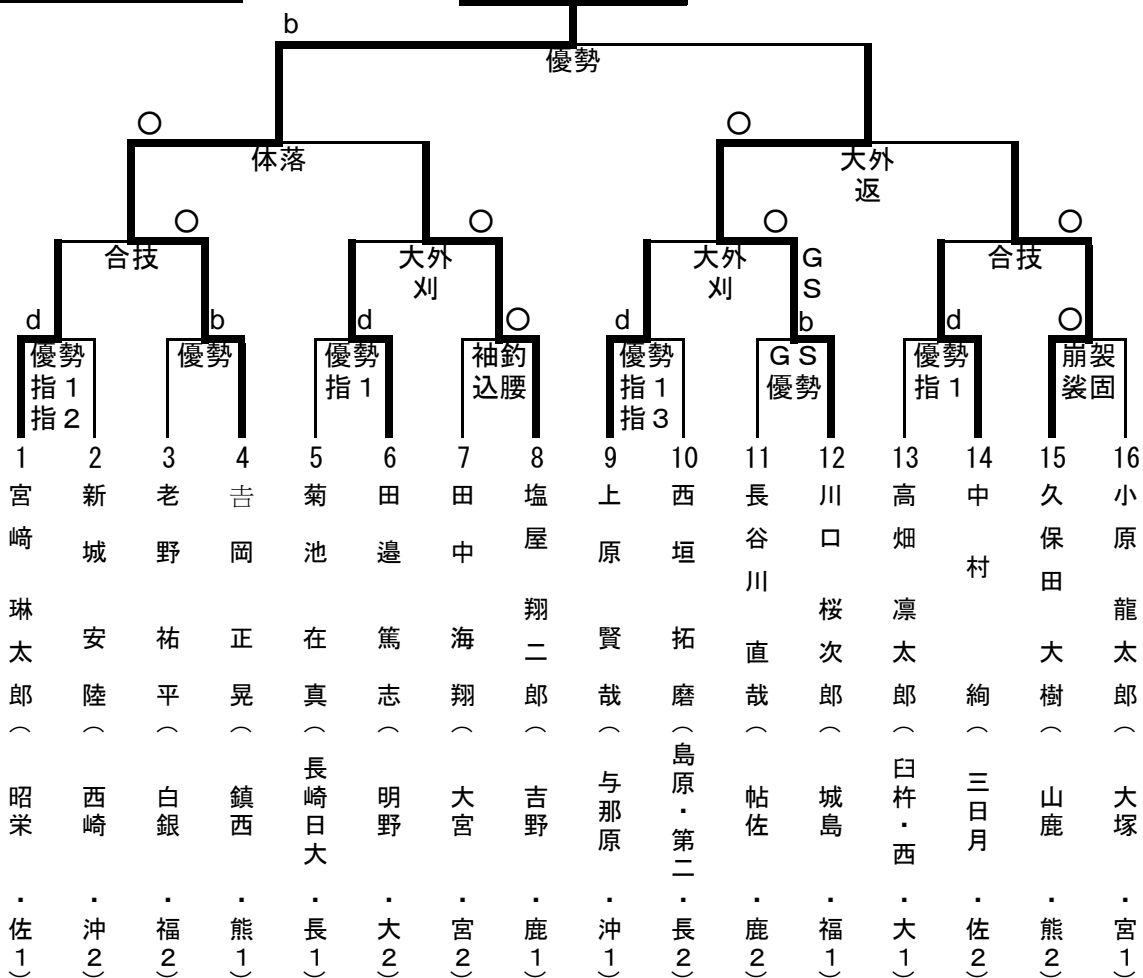 b
優勢
○ ○
体落 大外
返
○ ○ ○ ○
合技 大外
刈 大外
刈 G
S 合技
d b d ○ d b d ○
優勢
指1
指2
優勢
優勢
指1
袖釣
込腰
優勢
指1
指3
GS
優勢
優勢
指1
崩袈
裟固
1 2 3 4 5 6 7 8 9 10 11 12 13 14 15 16
宮﨑 琳太郎(昭栄・佐1)
新城 安陸(西崎・沖2)
老野 祐平(白銀・福2)
𠮷岡 正晃(鎮西・熊1)
菊池 在真(長崎日大・長1)
田邉 篤志(明野・大2)
田中 海翔(大宮・宮2)
塩屋 翔二郎(吉野・鹿1)
上原 賢哉(与那原・沖1)
西垣 拓磨(島原・第二・長2)
長谷川 直哉(帖佐・鹿2)
川口 桜次郎(城島・福1)
高畑 凛太郎(臼杵・西・大1)
中村 絢(三日月・佐2)
久保田 大樹(山鹿・熊2)
小原 龍太郎(大塚・宮1)